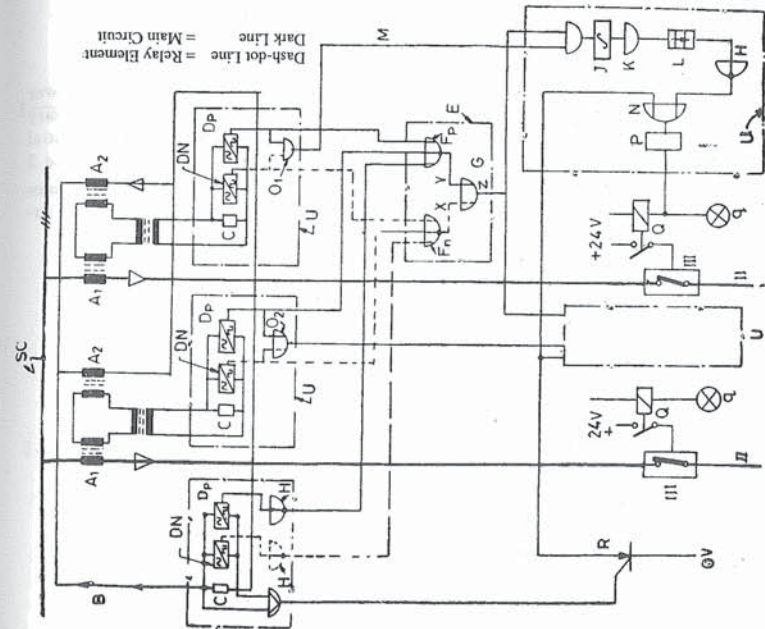 Dash-dot Line = Relay Element
Dark Line = Main Circuit
M
SC
A2
A2
A1
A1
B
DN
Dp
DN
Dp
DN
Dp
C
C
C
O1
O2
U
U
E
Fp
Fn
G
X
Y
Z
H
H
J
K
L
H
N
P
U
U
Q
q
Q
q
+24V
24V
+
III
III
II
II
R
0V